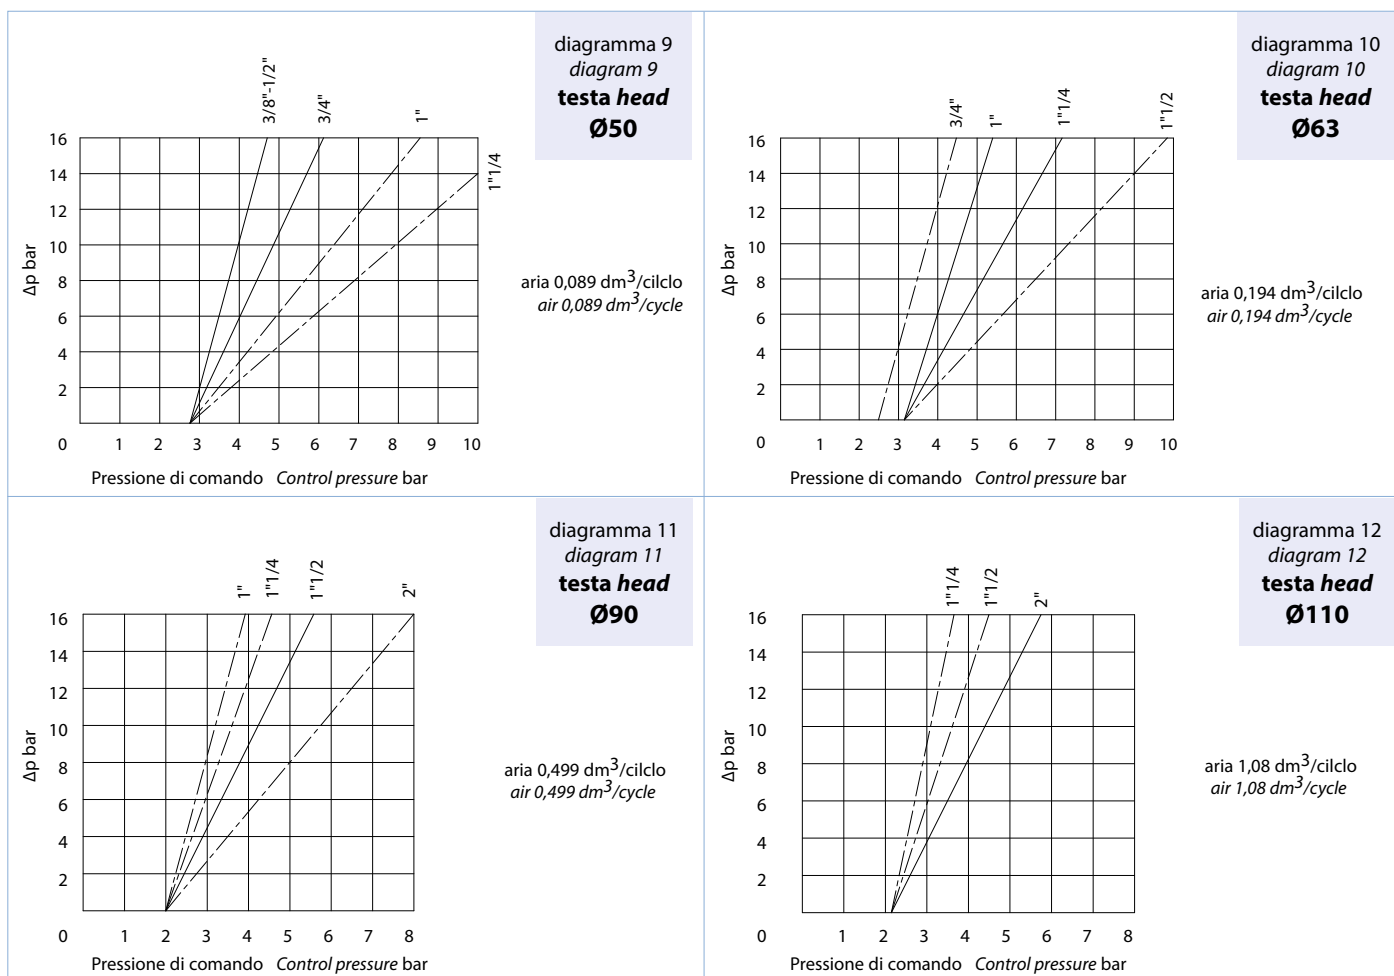 diagramma 9
diagram 9
testa head
Ø50
3/8"-1/2"
3/4"
1"
1"1/4
16
14
12
10
8
6
4
2
Δp bar
0 1 2 3 4 5 6 7 8 9 10
Pressione di comando Control pressure bar
aria 0,089 dm³/cilclo
air 0,089 dm³/cycle
diagramma 10
diagram 10
testa head
Ø63
3/4"
1"
1"1/4
1"1/2
16
14
12
10
8
6
4
2
Δp bar
0 1 2 3 4 5 6 7 8 9 10
Pressione di comando Control pressure bar
aria 0,194 dm³/cilclo
air 0,194 dm³/cycle
diagramma 11
diagram 11
testa head
Ø90
1"
1"1/4
1"1/2
2"
16
14
12
10
8
6
4
2
Δp bar
0 1 2 3 4 5 6 7 8
Pressione di comando Control pressure bar
aria 0,499 dm³/cilclo
air 0,499 dm³/cycle
diagramma 12
diagram 12
testa head
Ø110
1"1/4
1"1/2
2"
16
14
12
10
8
6
4
2
Δp bar
0 1 2 3 4 5 6 7 8
Pressione di comando Control pressure bar
aria 1,08 dm³/cilclo
air 1,08 dm³/cycle